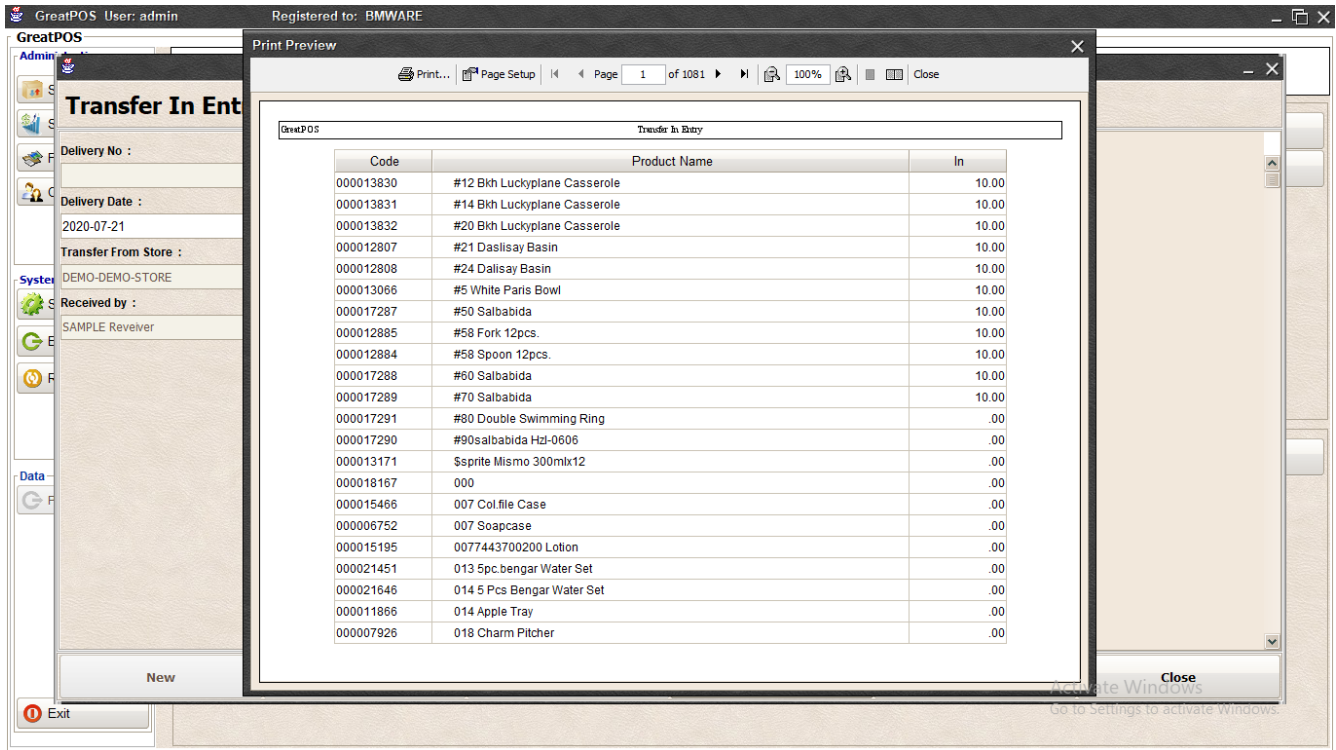 GreatPOS User: admin Registered to: BMWARE
GreatPOS
Admin
Transfer In Ent
Delivery No :
Delivery Date :
2020-07-21
Transfer From Store :
DEMO-DEMO-STORE
Syste
Received by :
SAMPLE Reveiver
Data
New
Exit
Print Preview
Print... Page Setup Page 1 of 1081 100% Close
GreatPOS Transfer In Entry
Code Product Name In
000013830 #12 Bkh Luckyplane Casserole 10.00
000013831 #14 Bkh Luckyplane Casserole 10.00
000013832 #20 Bkh Luckyplane Casserole 10.00
000012807 #21 Daslisay Basin 10.00
000012808 #24 Dalisay Basin 10.00
000013066 #5 White Paris Bowl 10.00
000017287 #50 Salbabida 10.00
000012885 #58 Fork 12pcs. 10.00
000012884 #58 Spoon 12pcs. 10.00
000017288 #60 Salbabida 10.00
000017289 #70 Salbabida 10.00
000017291 #80 Double Swimming Ring .00
000017290 #90salbabida Hzl-0606 .00
000013171 $sprite Mismo 300mlx12 .00
000018167 000 .00
000015466 007 Col.file Case .00
000006752 007 Soapcase .00
000015195 0077443700200 Lotion .00
000021451 013 5pc.bengar Water Set .00
000021646 014 5 Pcs Bengar Water Set .00
000011866 014 Apple Tray .00
000007926 018 Charm Pitcher .00
Close
Activate Windows
Go to Settings to activate Windows.